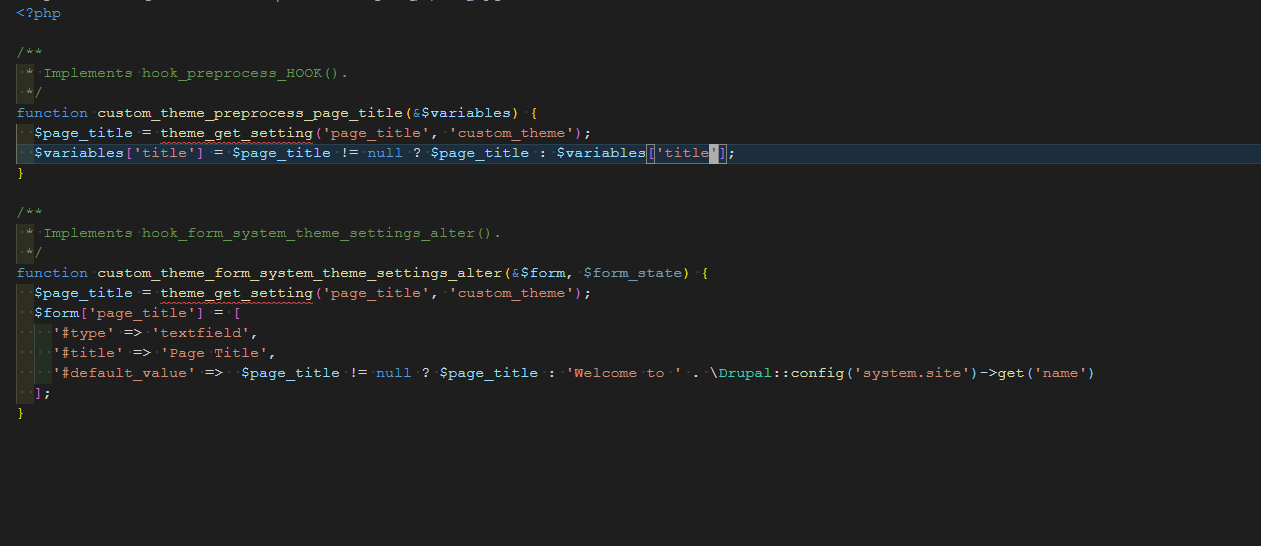 <?php
/**
 * Implements hook_preprocess_HOOK().
 */
function custom_theme_preprocess_page_title(&$variables) {
  $page_title = theme_get_setting('page_title', 'custom_theme');
  $variables['title'] = $page_title != null ? $page_title : $variables['title'];
}
/**
 * Implements hook_form_system_theme_settings_alter().
 */
function custom_theme_form_system_theme_settings_alter(&$form, $form_state) {
  $page_title = theme_get_setting('page_title', 'custom_theme');
  $form['page_title'] = [
    '#type' => 'textfield',
    '#title' => 'Page Title',
    '#default_value' =>  $page_title != null ? $page_title : 'Welcome to ' . \Drupal::config('system.site')->get('name')
  ];
}